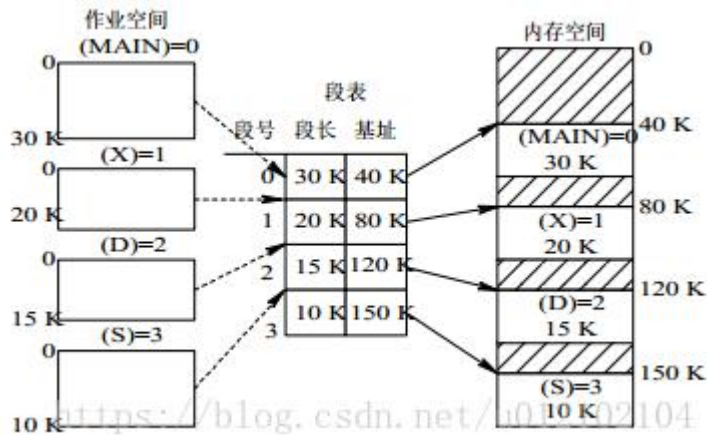 作业空间
(MAIN)=0
0
30 K
(X)=1
0
20 K
(D)=2
0
15 K
(S)=3
0
10 K
段表
段号 段长 基址
0 30 K 40 K
1 20 K 80 K
2 15 K 120 K
3 10 K 150 K
内存空间
0
40 K
(MAIN)=0
30 K
80 K
(X)=1
20 K
120 K
(D)=2
15 K
150 K
(S)=3
10 K
https://blog.csdn.net/